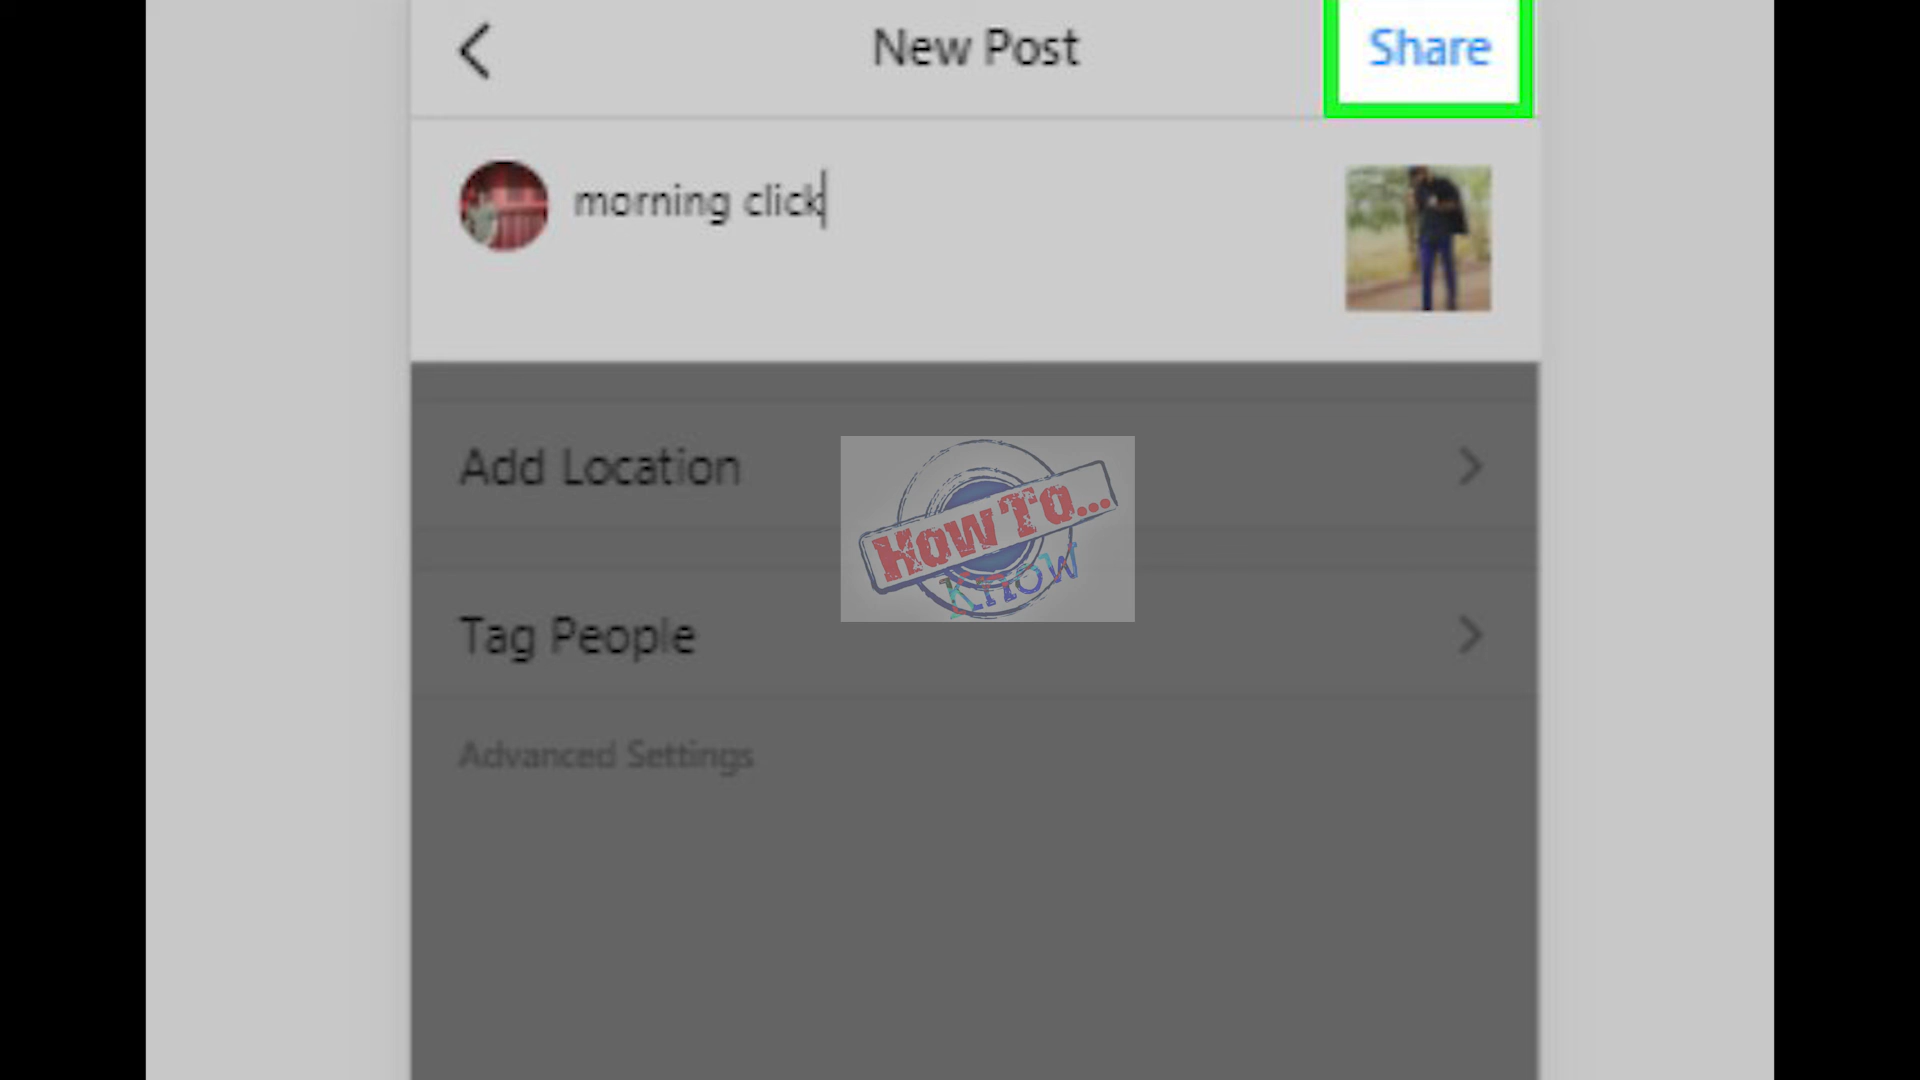 New Post
Share
morning click
Add Location
How To...
Know
Tag People
Advanced Settings